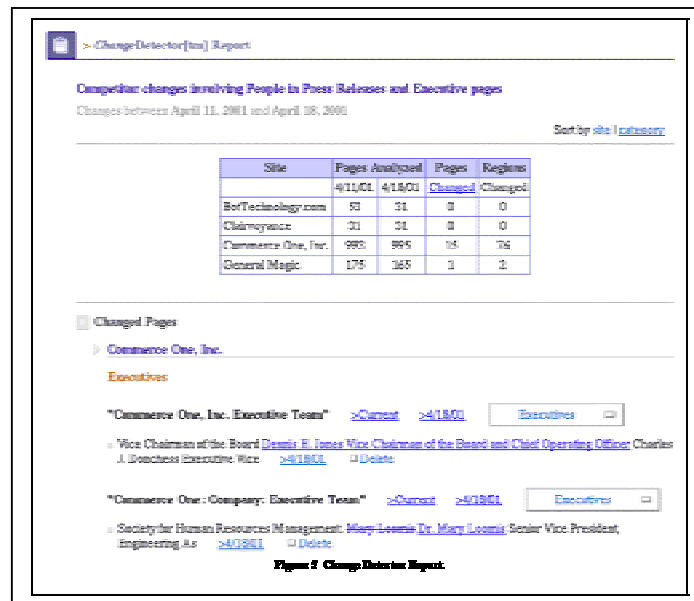 > ChangeDetector[tm] Report
Competitor changes involving People in Press Releases and Executive pages
Changes between April 11, 2001 and April 18, 2001
Sort by site | category
Site Pages Analyzed Pages Regions
4/11/01 4/18/01 Changed Changed
BotTechnology.com 31 0 0
Clairvoyance 31 31 0 0
Commerce One, Inc. 993 995 15
General Magic 175 165 1 2
Changed Pages
Commerce One, Inc.
Executives
"Commerce One, Inc. Executive Team" >Current >4/18/01 Executives
Vice Chairman of the Board Dennis H. Jones Vice Chairman of the Board and Chief Operating Officer Charles
J. Donchess Executive Vice >4/18/01 Delete
"Commerce One: Company: Executive Team" >Current >4/18/01 Executives
Society for Human Resources Management. Mary Loomis Dr. Mary Loomis Senior Vice President,
Engineering As >4/18/01 Delete
Change Detector Report.